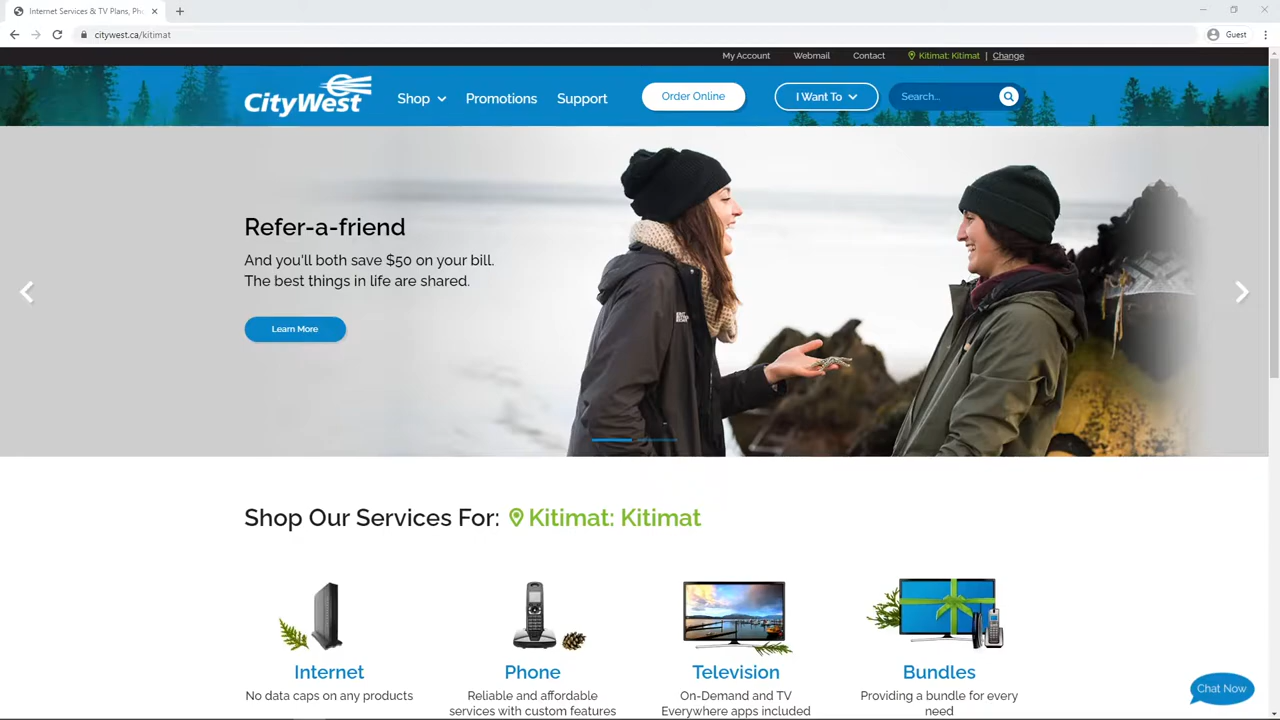 Internet Services & TV Plans, Pho
citywest.ca/kitimat
Guest
My Account Webmail Contact Kitimat: Kitimat | Change
CityWest Shop Promotions Support Order Online I Want To Search...
Refer-a-friend
And you'll both save $50 on your bill.
The best things in life are shared.
Learn More
Shop Our Services For: Kitimat: Kitimat
Internet Phone Television Bundles
No data caps on any products Reliable and affordable On-Demand and TV Providing a bundle for every
services with custom features Everywhere apps included need
Chat Now